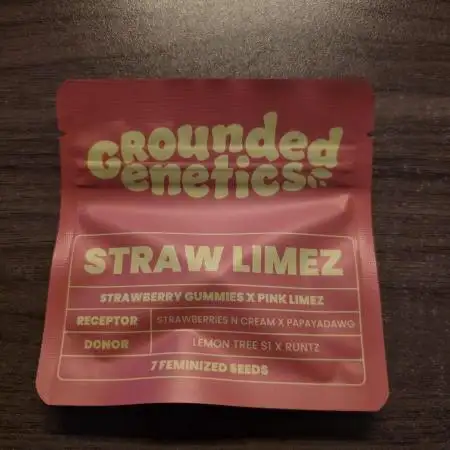 Grounded
Genetics
STRAW LIMEZ
STRAWBERRY GUMMIES X PINK LIMEZ
RECEPTOR STRAWBERRIES N CREAM X PAPAYADAWG
DONOR LEMON TREE S1 X RUNTZ
7 FEMINIZED SEEDS